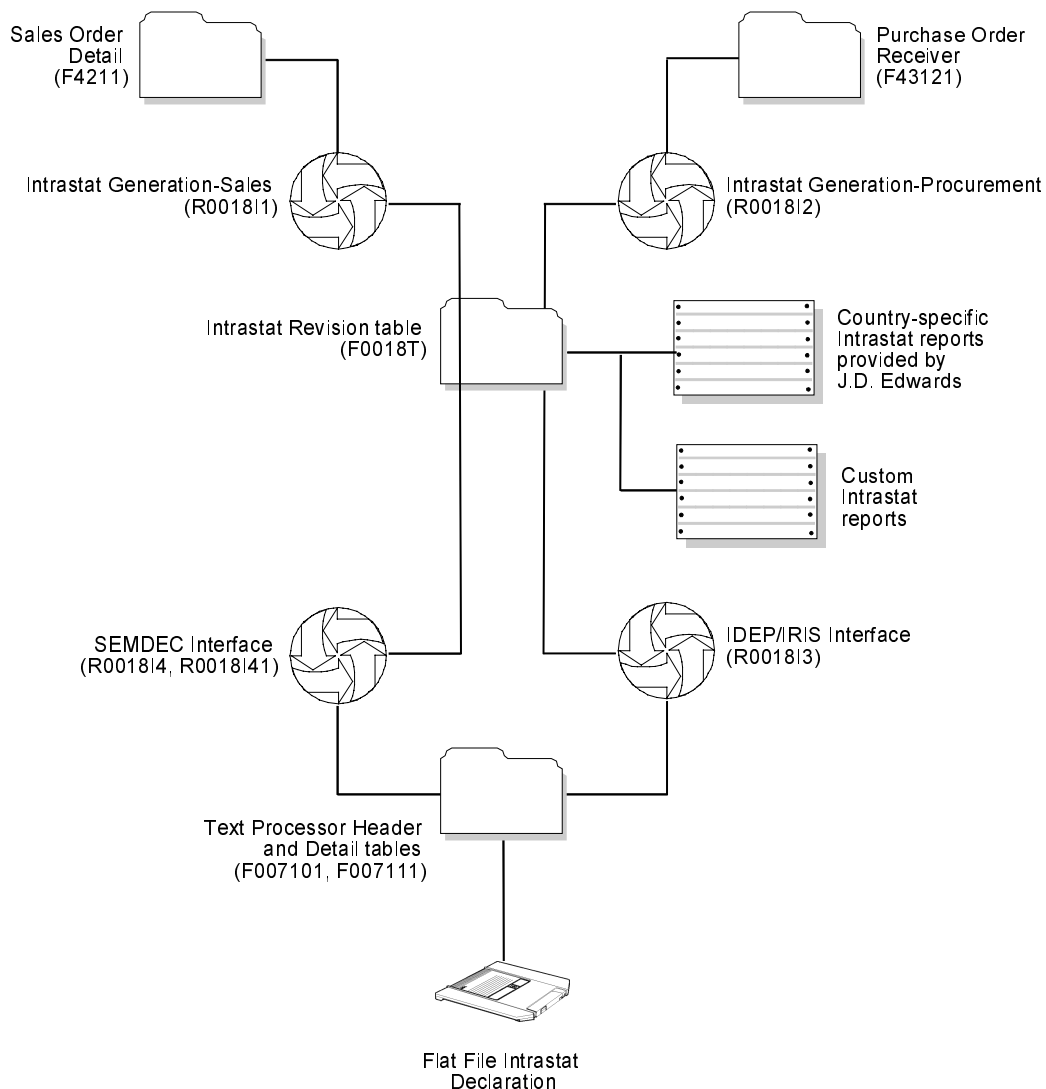 Sales Order
Detail
(F4211)
Purchase Order
Receiver
(F43121)
Intrastat Generation-Sales
(R0018I1)
Intrastat Generation-Procurement
(R0018I2)
Intrastat Revision table
(F0018T)
Country-specific
Intrastat reports
provided by
J.D. Edwards
Custom
Intrastat
reports
SEMDEC Interface
(R0018I4, R0018I41)
IDEP/IRIS Interface
(R0018I3)
Text Processor Header
and Detail tables
(F007101, F007111)
Flat File Intrastat
Declaration